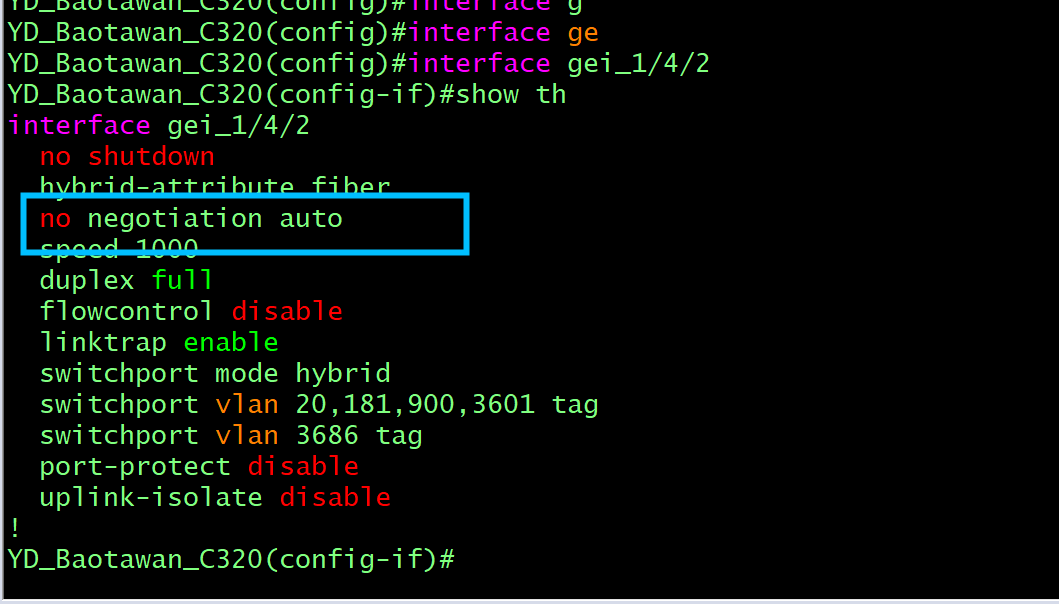 YD_Baotawan_C320(config)#interface g
YD_Baotawan_C320(config)#interface ge
YD_Baotawan_C320(config)#interface gei_1/4/2
YD_Baotawan_C320(config-if)#show th
interface gei_1/4/2
  no shutdown
  hybrid-attribute fiber
  no negotiation auto
  speed 1000
  duplex full
  flowcontrol disable
  linktrap enable
  switchport mode hybrid
  switchport vlan 20,181,900,3601 tag
  switchport vlan 3686 tag
  port-protect disable
  uplink-isolate disable
!
YD_Baotawan_C320(config-if)#